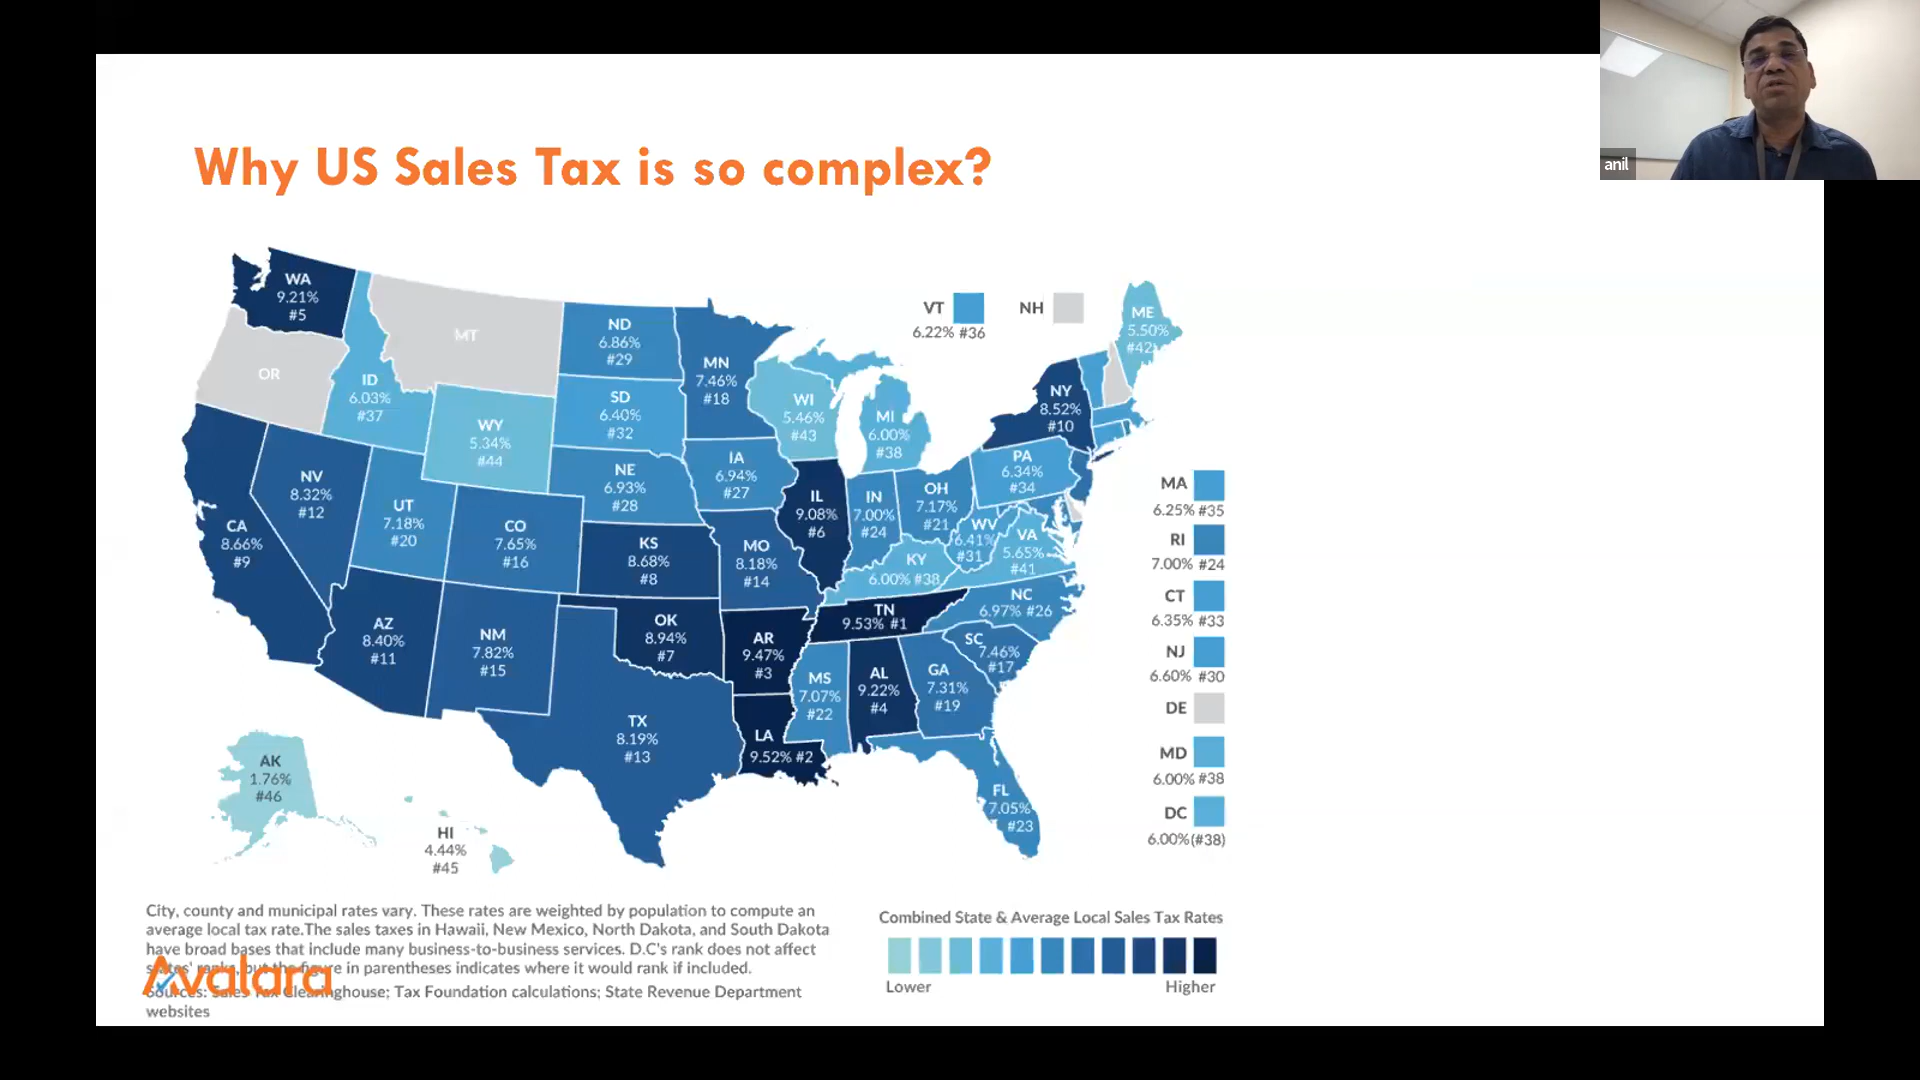 anil
Why US Sales Tax is so complex?
WA
9.21%
#5
MT
OR
ID
6.03%
#37
WY
5.34%
#44
ND
6.86%
#29
SD
6.40%
#32
NE
6.93%
#28
MN
7.46%
#18
IA
6.94%
#27
WI
5.46%
#43
MI
6.00%
#38
VT
6.22% #36
NH
ME
5.50%
#42
NY
8.52%
#10
PA
6.34%
#34
NV
8.32%
#12
UT
7.18%
#20
CA
8.66%
#9
CO
7.65%
#16
KS
8.68%
#8
MO
8.18%
#14
IL
9.08%
#6
IN
7.00%
#24
OH
7.17%
#21
WV
6.41%
#31
VA
5.65%
#41
KY
6.00% #38
NC
6.97% #26
TN
9.53% #1
SC
7.46%
#17
AZ
8.40%
#11
NM
7.82%
#15
OK
8.94%
#7
AR
9.47%
#3
MS
7.07%
#22
AL
9.22%
#4
GA
7.31%
#19
TX
8.19%
#13
LA
9.52% #2
FL
7.05%
#23
AK
1.76%
#46
HI
4.44%
#45
MA
6.25% #35
RI
7.00% #24
CT
6.35% #33
NJ
6.60% #30
DE
MD
6.00% #38
DC
6.00%(#38)
City, county and municipal rates vary. These rates are weighted by population to compute an
average local tax rate.The sales taxes in Hawaii, New Mexico, North Dakota, and South Dakota
have broad bases that include many business-to-business services. D.C's rank does not affect
states' ranks, but the figure in parentheses indicates where it would rank if included.
Sources: Sales Tax Clearinghouse; Tax Foundation calculations; State Revenue Department
websites
Avalara
Combined State & Average Local Sales Tax Rates
Lower
Higher